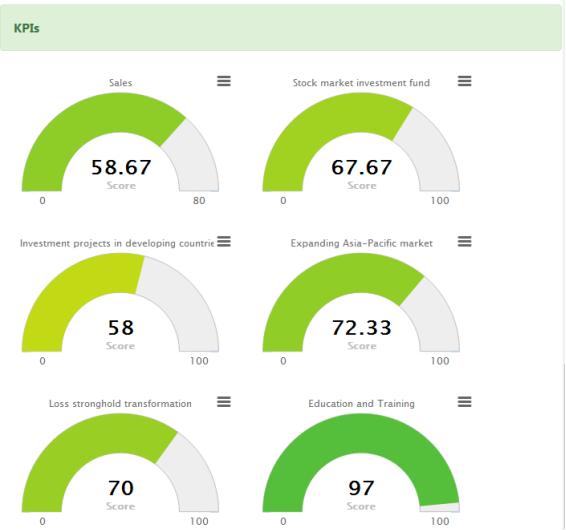 KPIs
Sales
58.67
Score
0
80
Stock market investment fund
67.67
Score
0
100
Investment projects in developing countrie
58
Score
0
100
Expanding Asia-Pacific market
72.33
Score
0
100
Loss stronghold transformation
70
Score
0
100
Education and Training
97
Score
0
100